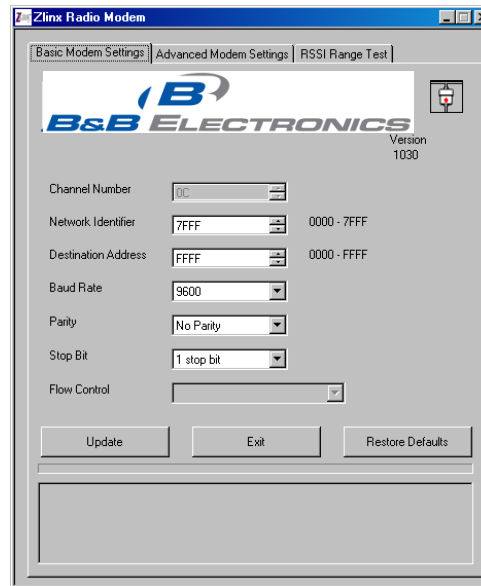 Zlinx Radio Modem
Basic Modem Settings Advanced Modem Settings RSSI Range Test
B
B&B ELECTRONICS
Version
1030
Channel Number 0C
Network Identifier 7FFF 0000 - 7FFF
Destination Address FFFF 0000 - FFFF
Baud Rate 9600
Parity No Parity
Stop Bit 1 stop bit
Flow Control
Update Exit Restore Defaults